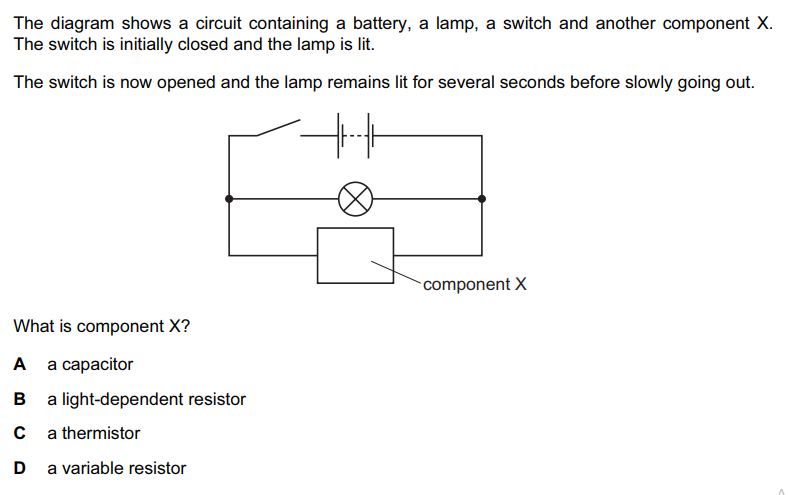 The diagram shows a circuit containing a battery, a lamp, a switch and another component X.
The switch is initially closed and the lamp is lit.
The switch is now opened and the lamp remains lit for several seconds before slowly going out.
component X
What is component X?
A a capacitor
B a light-dependent resistor
C a thermistor
D a variable resistor